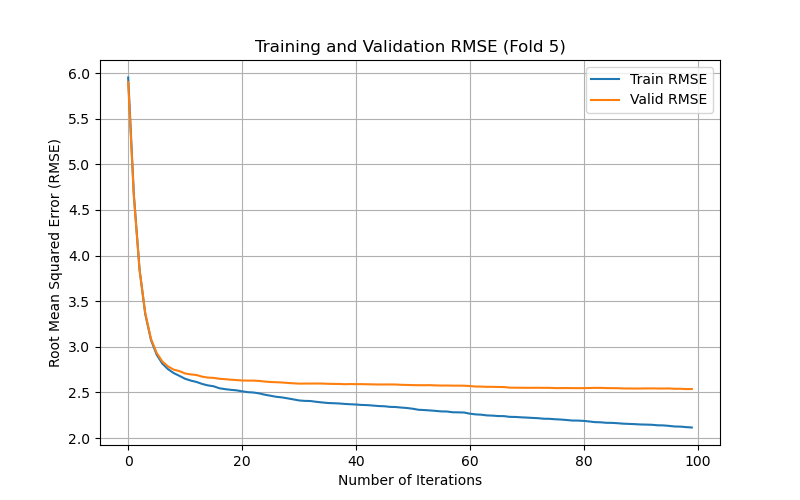 Training and Validation RMSE (Fold 5)
Train RMSE
Valid RMSE
Root Mean Squared Error (RMSE)
6.0
5.5
5.0
4.5
4.0
3.5
3.0
2.5
2.0
0 20 40 60 80 100
Number of Iterations